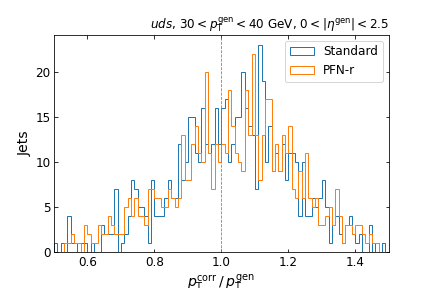 uds, 30 < p_T^gen < 40 GeV, 0 < |η^gen| < 2.5
Standard
PFN-r
Jets
20
15
10
5
0
0.6 0.8 1.0 1.2 1.4
p_T^corr / p_T^gen